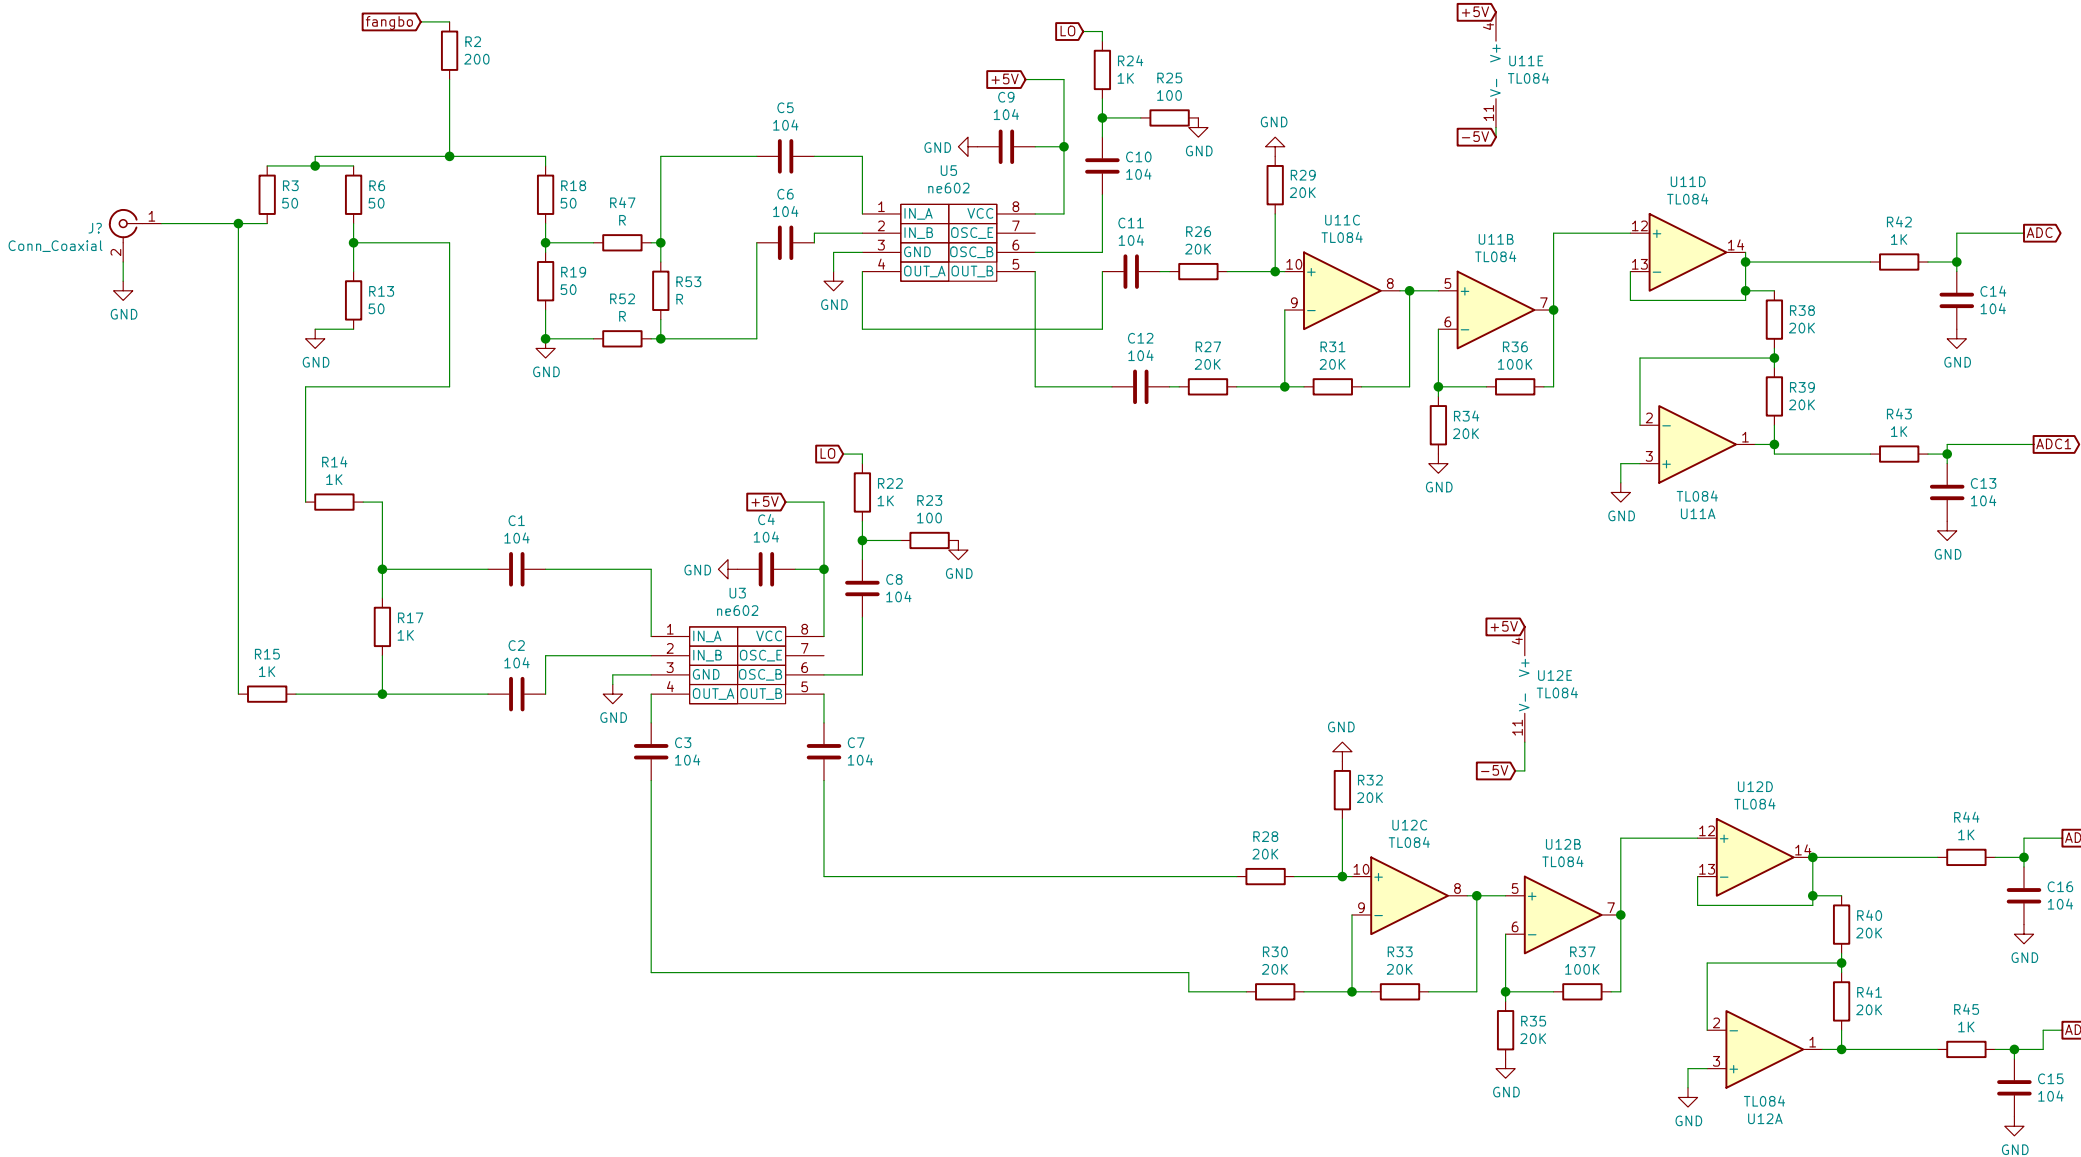 fangbo
R2
200
R3
50
R6
50
R13
50
GND
J?
Conn_Coaxial
1
2
GND
R18
50
R19
50
GND
R47
R
R52
R
R53
R
C5
104
C6
104
+5V
C9
104
GND
U5
ne602
1 IN_A VCC 8
2 IN_B OSC_E 7
3 GND OSC_B 6
4 OUT_A OUT_B 5
GND
LO
R24
1K
R25
100
GND
C10
104
C11
104
R26
20K
C12
104
R27
20K
GND
R29
20K
R31
20K
U11C
TL084
10
9
8
+
−
U11B
TL084
5
6
7
+
−
R36
100K
R34
20K
GND
+5V
4
V+
U11E
TL084
V−
11
−5V
U11D
TL084
12
13
14
+
−
R38
20K
R39
20K
2
3
1
−
+
TL084
U11A
GND
R42
1K
ADC
C14
104
GND
R43
1K
ADC1
C13
104
GND
R14
1K
R17
1K
R15
1K
C1
104
C2
104
LO
+5V
C4
104
GND
R22
1K
R23
100
GND
C8
104
U3
ne602
1 IN_A VCC 8
2 IN_B OSC_E 7
3 GND OSC_B 6
4 OUT_A OUT_B 5
GND
C3
104
C7
104
+5V
4
V+
U12E
TL084
V−
11
−5V
GND
R32
20K
R28
20K
R30
20K
R33
20K
U12C
TL084
10
9
8
+
−
U12B
TL084
5
6
7
+
−
R37
100K
R35
20K
GND
U12D
TL084
12
13
14
+
−
R40
20K
R41
20K
2
3
1
−
+
TL084
U12A
GND
R44
1K
AD
C16
104
GND
R45
1K
AD
C15
104
GND